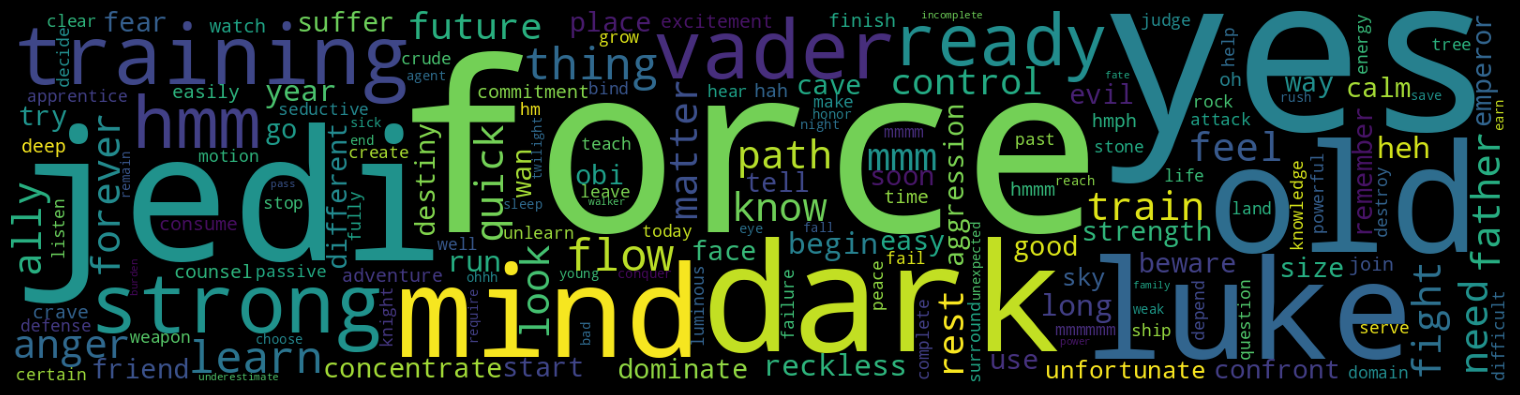 clear
fear
watch
suffer
future
place
excitement
finish
incomplete
judge
yes
training
decide
crude
agent
thing
grow
vader
ready
help
tree
energy
emperor
oh
way
apprentice
easily
year
seductive
commitment
hm
bind
hear
hah
cave
make
honor
night
control
fate
evil
rock
rush
save
calm
attack
earn
try
hmm
go
sick
end
force
matter
mmmm
past
hmph
stone
deep
forever
jedi
motion
create
different
destiny
quick
teach
twilight
path
mmm
aggression
feel
old
remember
heh
father
ally
listen
remain
pass
stop
fully
iwan
obi
leave
walker
sleep
tell
soon
time
hmmm
reach
life
land
knowledge
powerful
destroy
need
consume
well
unlearn
today
know
eye
fall
train
strength
good
counsel
passive
adventure
run
ohhh
look
flow
young
conquer
face
begin
easy
peace
fail
unexpected
surround
sky
beware
family
size
join
burden
crave
strong
knight
require
mind
luminous
dark
failure
complete
rest
long
mmmmmmm
weak
ship
depend
luke
question
serve
fight
difficult
defense
weapon
choose
bad
power
anger
friend
learn
underestimate
concentrate
start
dominate
reckless
use
unfortunate
confront
domain
certain